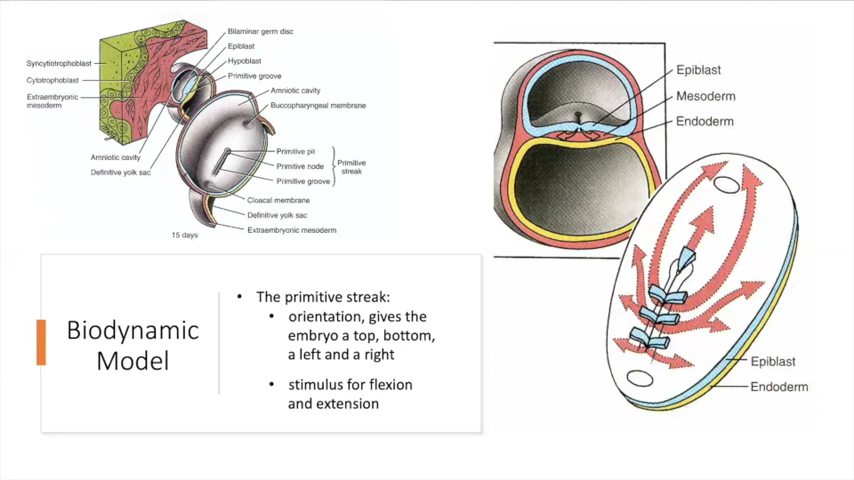 Bilaminar germ disc
Epiblast
Hypoblast
Primitive groove
Amniotic cavity
Buccopharyngeal membrane
Syncytiotrophoblast
Cytotrophoblast
Extraembryonic
mesoderm
Amniotic cavity
Definitive yolk sac
Primitive pit
Primitive node
Primitive groove
Primitive
streak
Cloacal membrane
Definitive yolk sac
Extraembryonic mesoderm
15 days
Epiblast
Mesoderm
Endoderm
Epiblast
Endoderm
Biodynamic
Model
• The primitive streak:
• orientation, gives the
embryo a top, bottom,
a left and a right
• stimulus for flexion
and extension